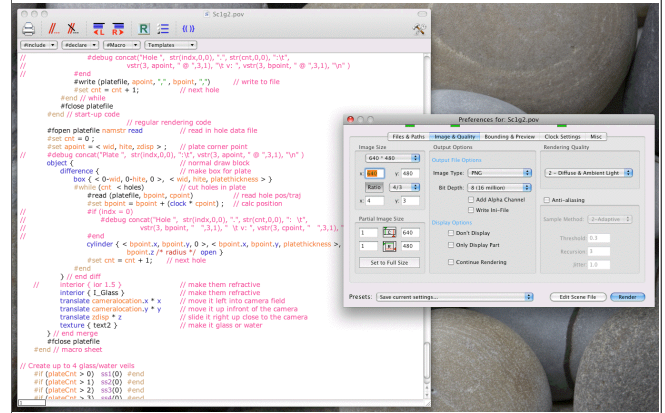 Sc1g2.pov
#include
#declare
#Macro
Templates
// #debug concat("Hole ", str(indx,0,0), ".", str(cnt,0,0), ":\t",
// vstr(3, apoint, " @ ",3,1), "\t v: ", vstr(3, bpoint, " @ ",3,1), "\n" )
// #end
#write (platefile, apoint, "," , bpoint, ",") // write to file
#set cnt = cnt + 1; // next hole
#end // while
#fclose platefile
#end // start-up code
// regular rendering code
#fopen platefile namstr read // read in hole data file
#set cnt = 0 ;
#set apoint = < wid, hite, zdisp > ; // plate corner point
// #debug concat("Plate ", str(indx,0,0), ":\t", vstr(3, apoint, " @ ",3,1), "\n" )
object { // normal draw block
difference { // make box for plate
box { < 0-wid, 0-hite, 0 >, < wid, hite, platethickness > }
#while (cnt < holes) // cut holes in plate
#read (platefile, bpoint, cpoint) // read hole pos/traj
#set bpoint = bpoint + (clock * cpoint) ; // calc position
// #if (indx = 0)
// #debug concat("Hole ", str(indx,0,0), ".", str(cnt,0,0), ": \t",
// vstr(3, bpoint, " ,3,1), "\t
// #end
cylinder { < bpoint.x, bpoint.y, 0 >, < bpoint.x, bpoint.y, platethickness >,
bpoint.z /* radius */ open }
#set cnt = cnt + 1; // next hole
#end
} // end diff
// interior { ior 1.5 } // make them refractive
interior { I_Glass } // make them refractive
translate cameralocation.x * x // move it left into camera field
translate cameralocation.y * y // move it up infront of the camera
translate zdisp * z // slide it right up close to the camera
texture { text2 } // make it glass or water
} // end merge
#fclose platefile
#end // macro sheet
// Create up to 4 glass/water veils
#if (plateCnt > 0) ss1(0) #end
#if (plateCnt > 1) ss2(0) #end
#if (plateCnt > 2) ss3(0) #end
#if (plateCnt > 3) ss4(0) #end
1
Preferences for: Sc1g2.pov
Files & Paths
Image & Quality
Bounding & Preview
Clock Settings
Misc
Image Size
640 * 480
x: 640 y: 480
Ratio 4/3
x: 4 y: 3
Partial Image Size
1 640
1 480
Set to Full Size
Output Options
Output File Options
Image Type: PNG
Bit Depth: 8 (16 million)
Add Alpha Channel
Write Ini-File
Display Options
Don't Display
Only Display Part
Continue Rendering
Rendering Quality
2 - Diffuse & Ambient Light
Anti-aliasing
Sample Method: 2-Adaptive
Threshold: 0.3
Recursion: 3
Jitter: 1.0
Presets: Save current settings...
Edit Scene File
Render